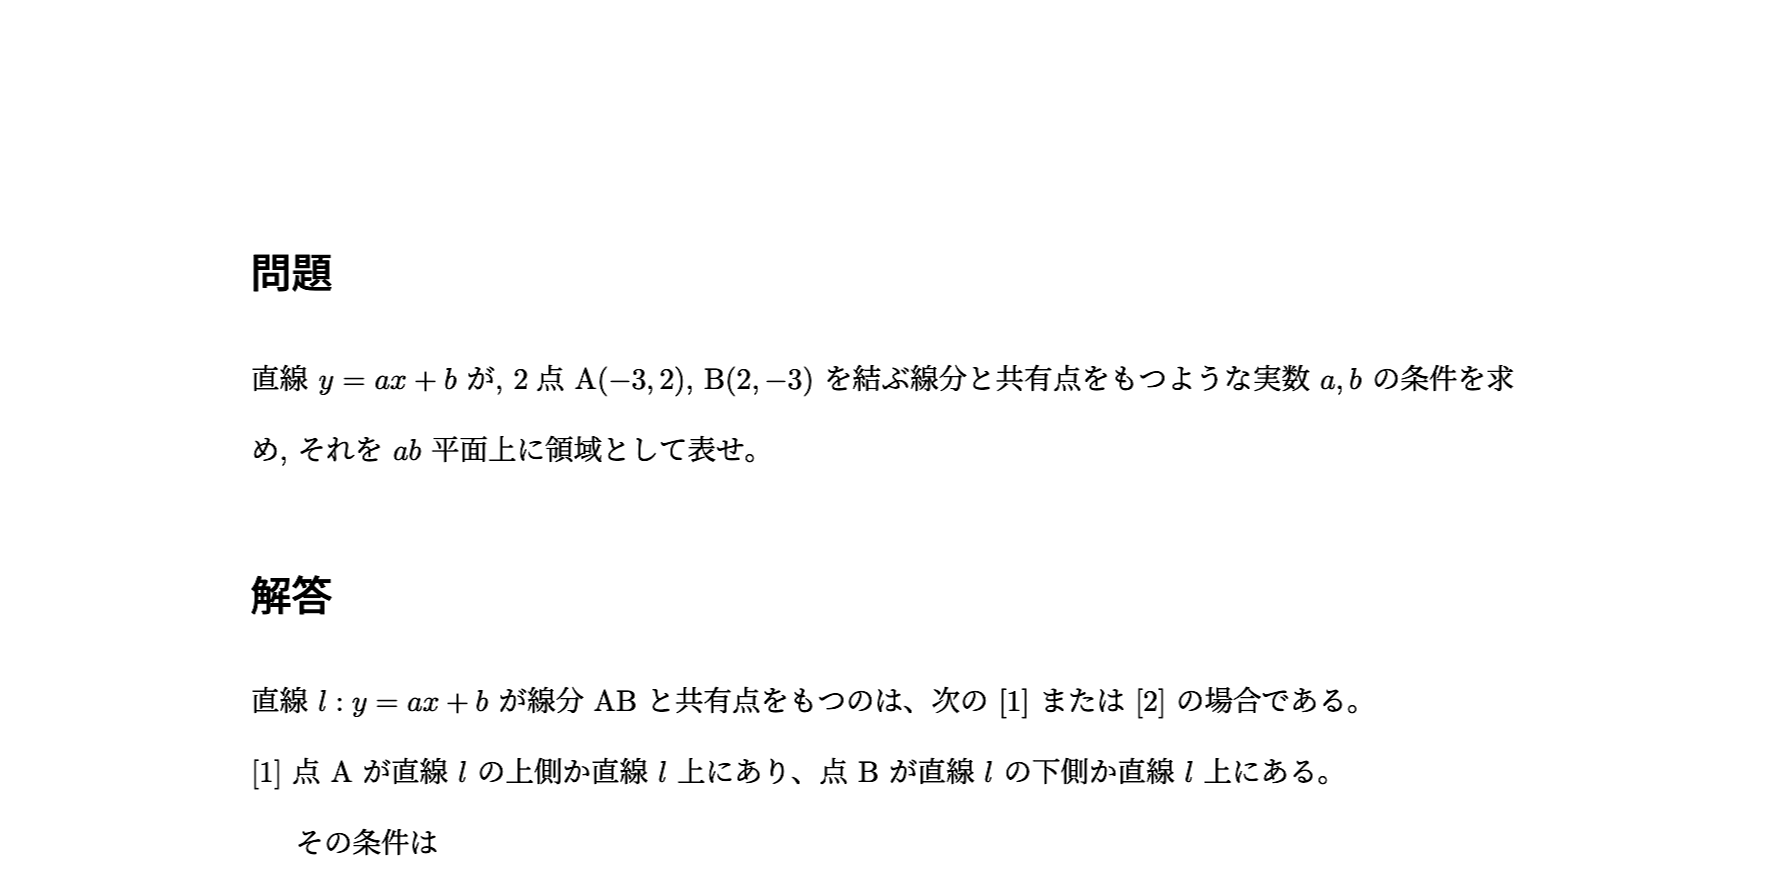 問題
直線 y = ax + b が, 2 点 A(−3, 2), B(2, −3) を結ぶ線分と共有点をもつような実数 a, b の条件を求
め, それを ab 平面上に領域として表せ。
解答
直線 l : y = ax + b が線分 AB と共有点をもつのは、次の [1] または [2] の場合である。
[1] 点 A が直線 l の上側か直線 l 上にあり、点 B が直線 l の下側か直線 l 上にある。
その条件は